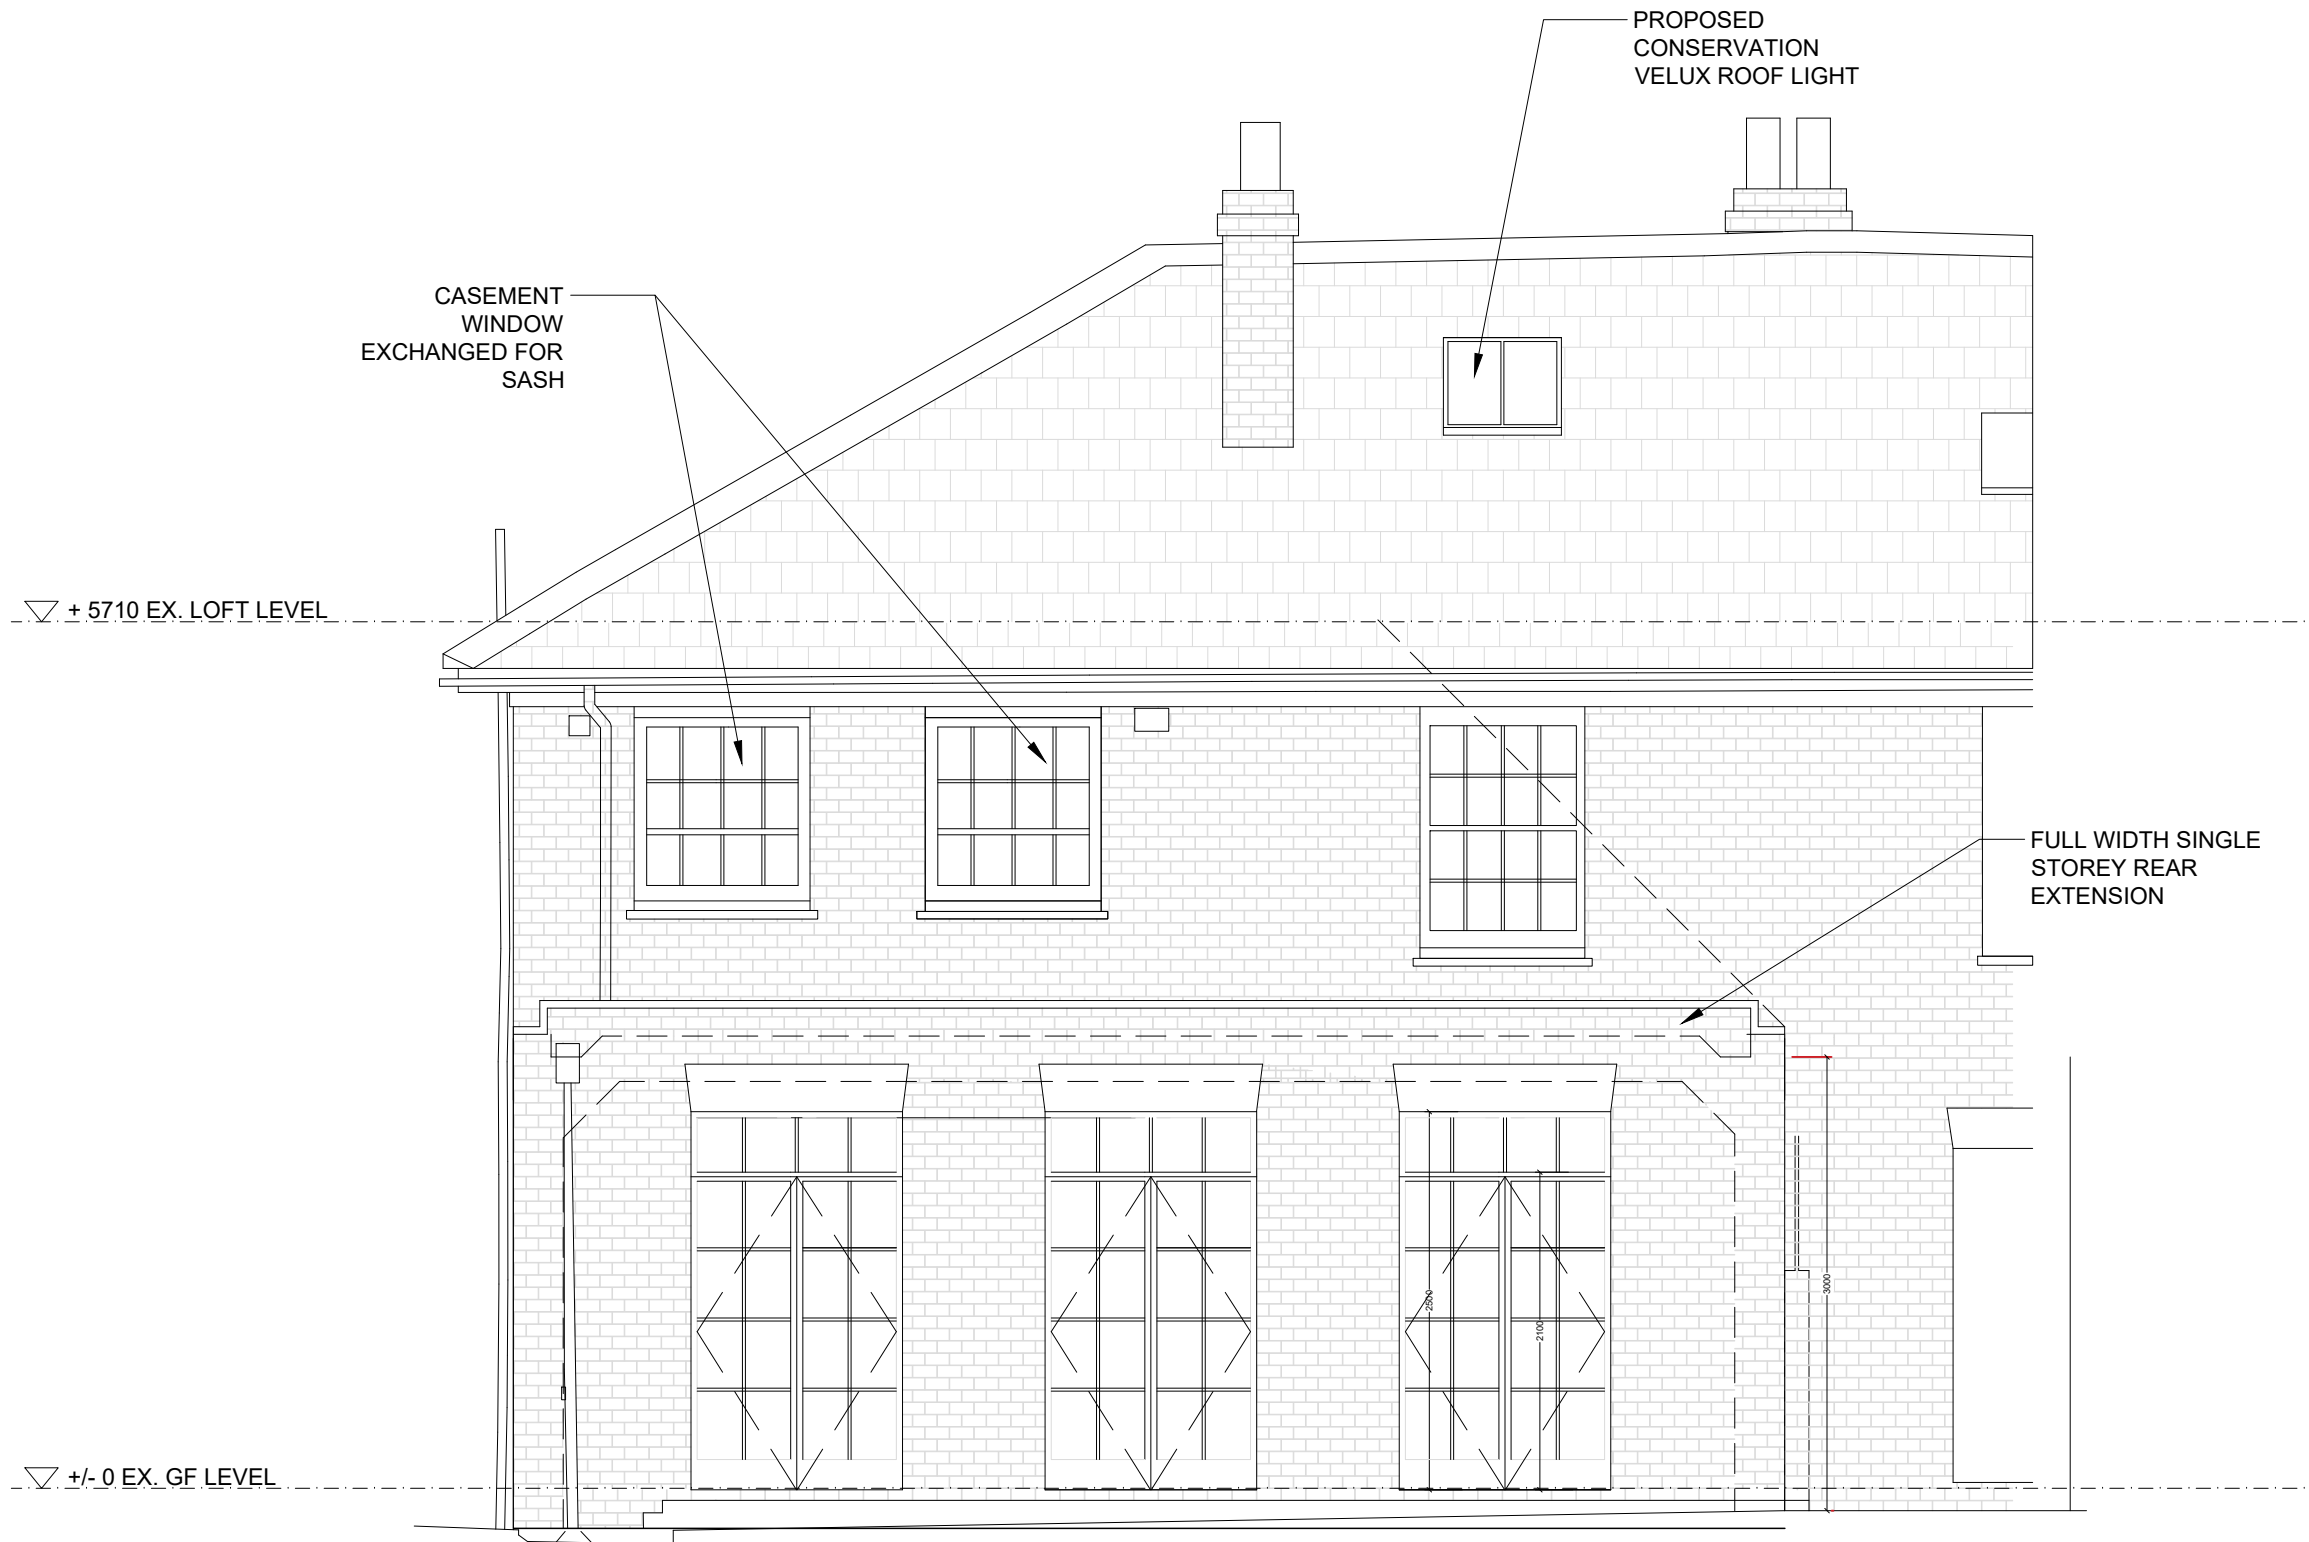 PROPOSED
CONSERVATION
VELUX ROOF LIGHT
CASEMENT
WINDOW
EXCHANGED FOR
SASH
+ 5710 EX. LOFT LEVEL
FULL WIDTH SINGLE
STOREY REAR
EXTENSION
3000
2500
2100
+/- 0 EX. GF LEVEL